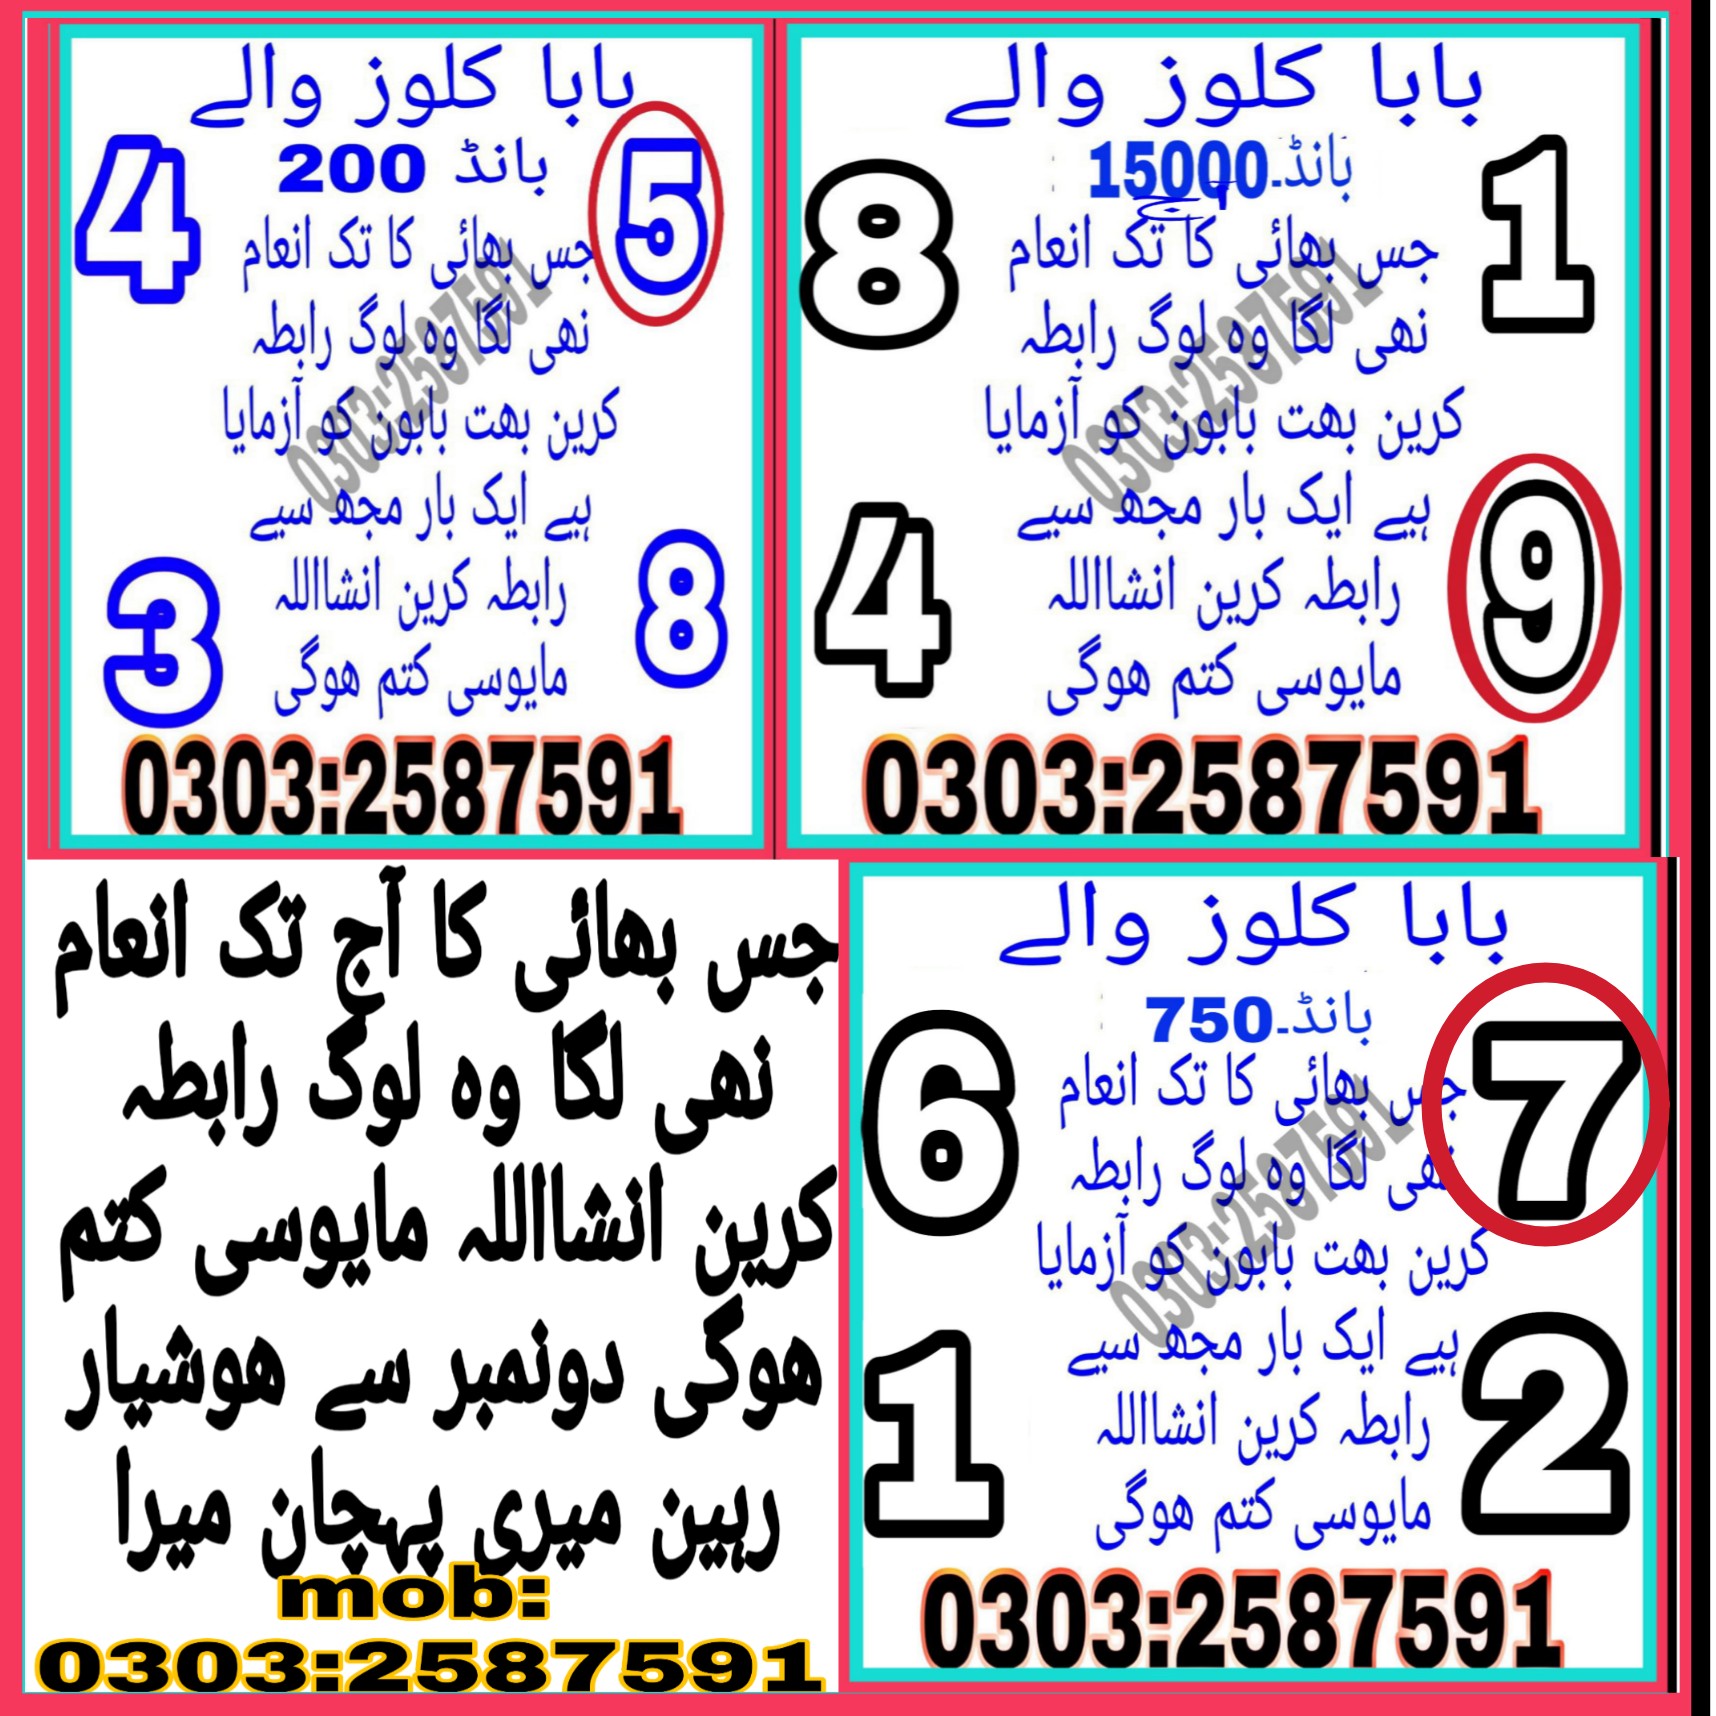 بابا کلوز والے
4
بانڈ 200
5
جس بھائی کا تک انعام
نھی لگا وہ لوگ رابطہ
کرین بھت بابون کو آزمایا
ہیے ایک بار مجھ سیے
رابطہ کرین انشااللہ
مایوسی کتم ھوگی
3
8
0303:2587591
0303:2587591
بابا کلوز والے
8
بانڈ۔15000
1
آج
جس بھائی کا تک انعام
نھی لگا وہ لوگ رابطہ
کرین بھت بابون کو آزمایا
ہیے ایک بار مجھ سیے
رابطہ کرین انشااللہ
مایوسی کتم ھوگی
4
9
0303:2587591
0303:2587591
جس بھائی کا آج تک انعام
نھی لگا وہ لوگ رابطہ
کرین انشااللہ مایوسی کتم
ھوگی دونمبر سے ھوشیار
رہین میری پہچان میرا
mob:
0303:2587591
بابا کلوز والے
6
بانڈ۔750
7
جس بھائی کا تک انعام
نھی لگا وہ لوگ رابطہ
کرین بھت بابون کو آزمایا
ہیے ایک بار مجھ سیے
رابطہ کرین انشااللہ
مایوسی کتم ھوگی
1
2
0303:2587591
0303:2587591